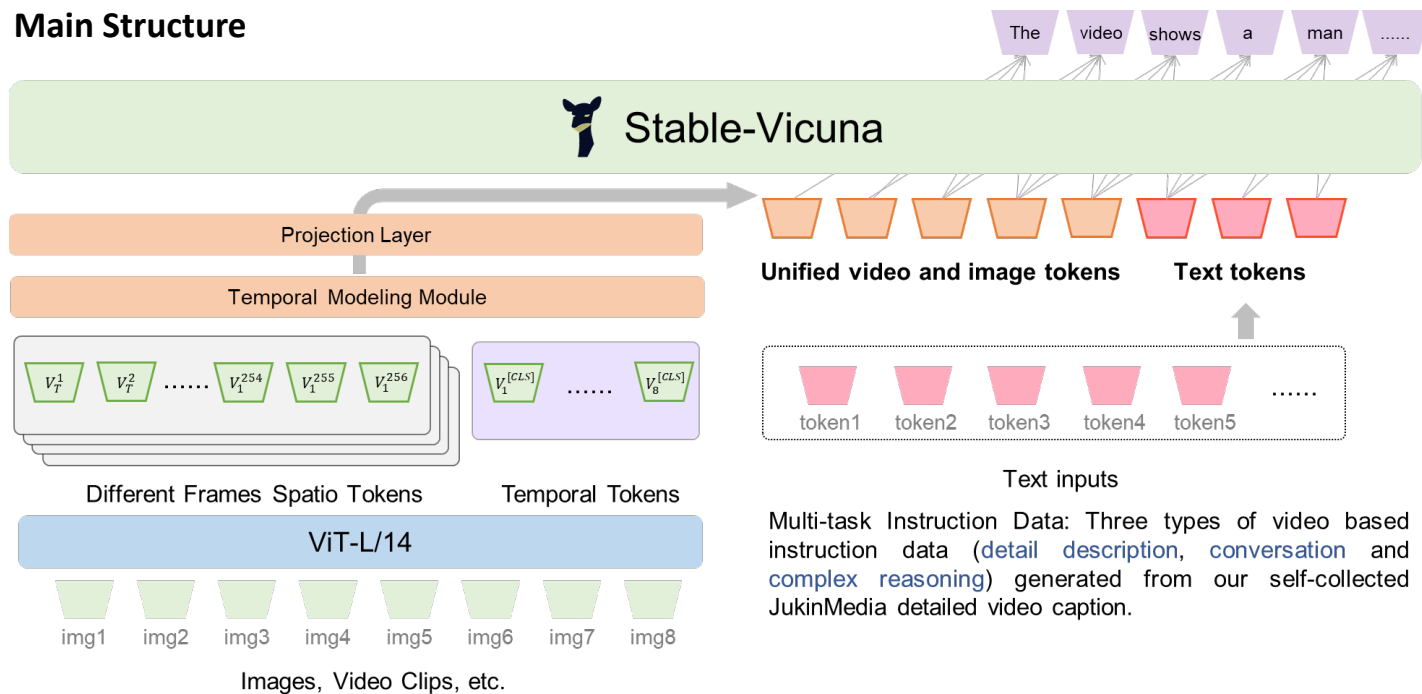 Main Structure
The video shows a man ......
Stable-Vicuna
Projection Layer
Temporal Modeling Module
Unified video and image tokens
Text tokens
V_T^1 V_T^2 ...... V_1^254 V_1^255 V_1^256
V_1^[CLS] ...... V_8^[CLS]
token1 token2 token3 token4 token5 ......
Different Frames Spatio Tokens
Temporal Tokens
Text inputs
ViT-L/14
img1 img2 img3 img4 img5 img6 img7 img8
Images, Video Clips, etc.
Multi-task Instruction Data: Three types of video based
instruction data (detail description, conversation and
complex reasoning) generated from our self-collected
JukinMedia detailed video caption.